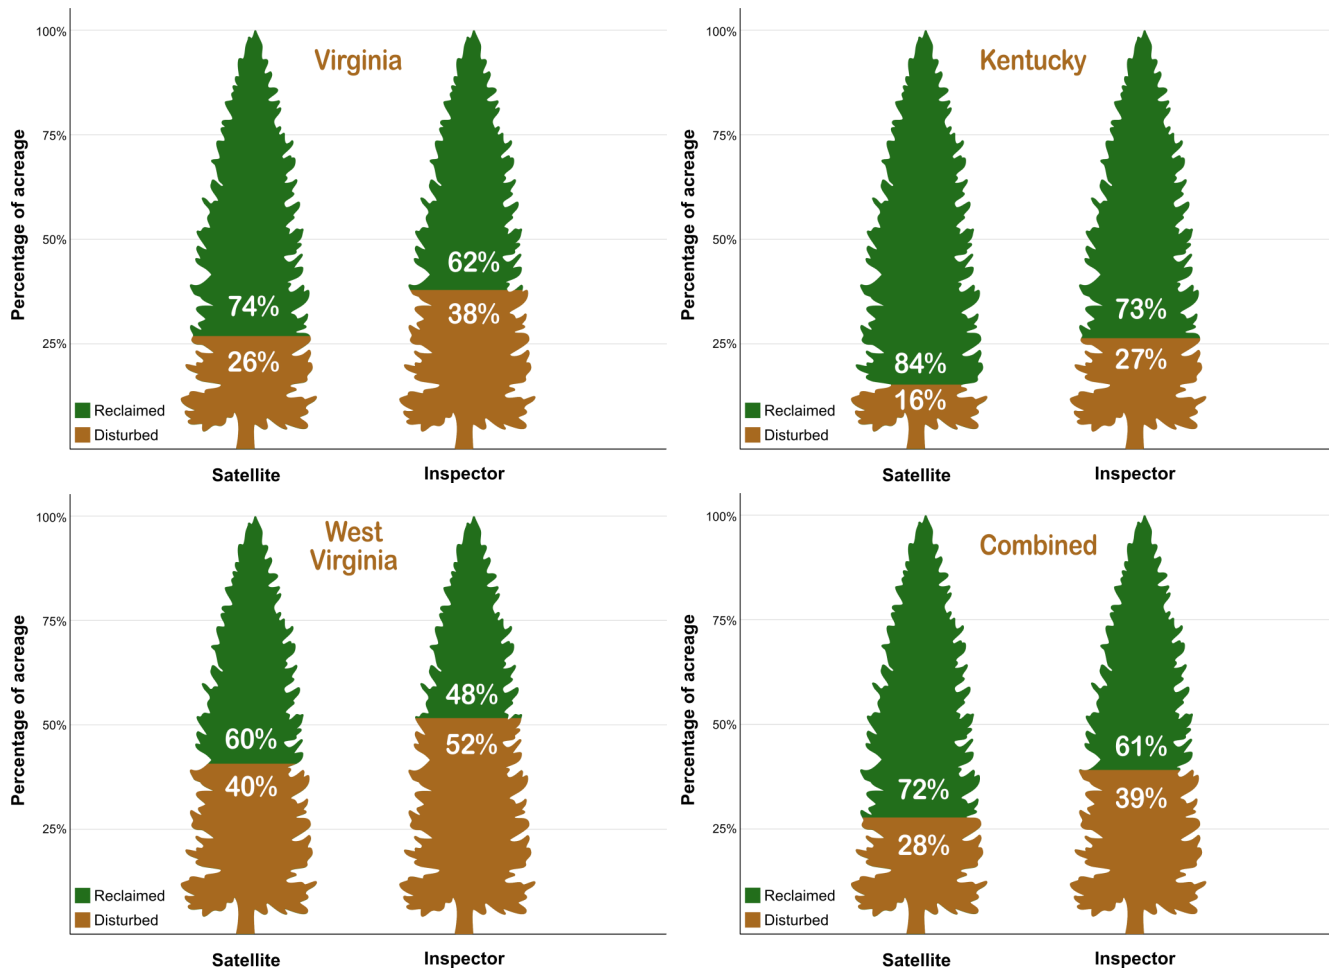 Virginia
Percentage of acreage
100%
75%
50%
25%
74%
26%
62%
38%
Reclaimed
Disturbed
Satellite
Inspector
Kentucky
Percentage of acreage
100%
75%
50%
25%
84%
16%
73%
27%
Reclaimed
Disturbed
Satellite
Inspector
West
Virginia
Percentage of acreage
100%
75%
50%
25%
60%
40%
48%
52%
Reclaimed
Disturbed
Satellite
Inspector
Combined
Percentage of acreage
100%
75%
50%
25%
72%
28%
61%
39%
Reclaimed
Disturbed
Satellite
Inspector